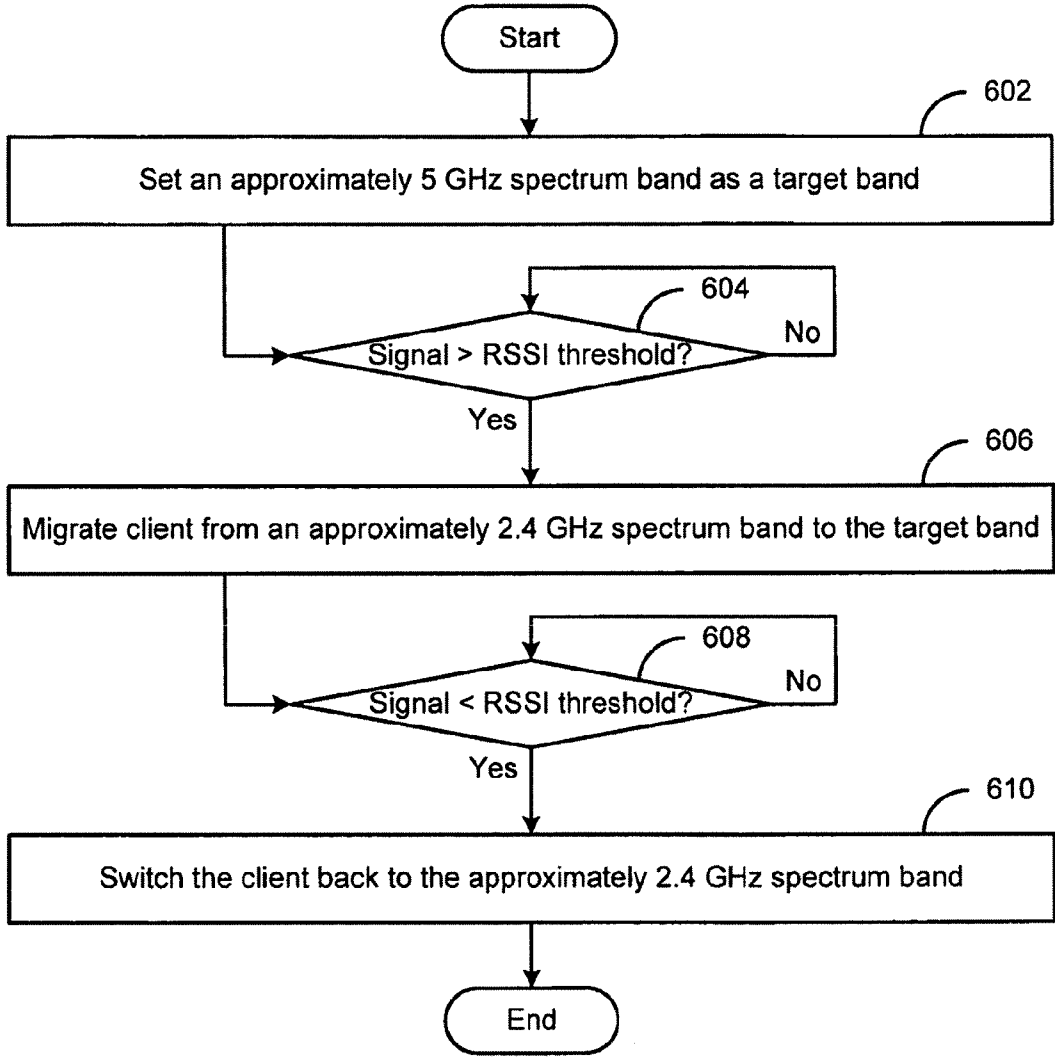 Start
602
Set an approximately 5 GHz spectrum band as a target band
604
Signal > RSSI threshold?
No
Yes
606
Migrate client from an approximately 2.4 GHz spectrum band to the target band
608
Signal < RSSI threshold?
No
Yes
610
Switch the client back to the approximately 2.4 GHz spectrum band
End